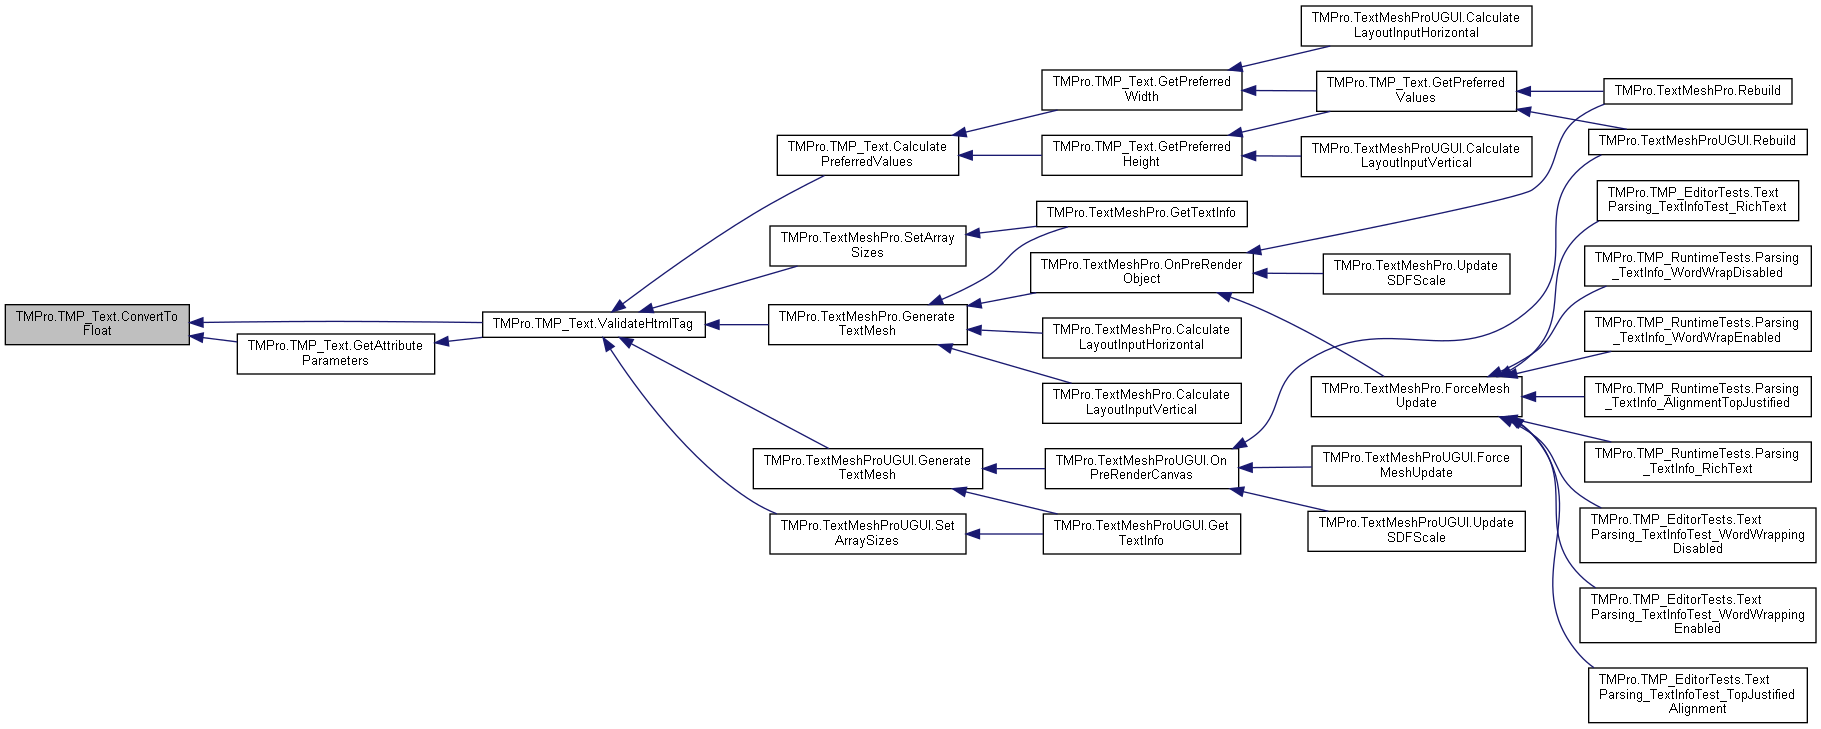 TMPro.TMP_Text.ConvertTo
Float
TMPro.TMP_Text.GetAttribute
Parameters
TMPro.TMP_Text.ValidateHtmlTag
TMPro.TMP_Text.Calculate
PreferredValues
TMPro.TextMeshPro.SetArray
Sizes
TMPro.TextMeshPro.Generate
TextMesh
TMPro.TextMeshProUGUI.Generate
TextMesh
TMPro.TextMeshProUGUI.Set
ArraySizes
TMPro.TMP_Text.GetPreferred
Width
TMPro.TMP_Text.GetPreferred
Height
TMPro.TextMeshPro.GetTextInfo
TMPro.TextMeshPro.OnPreRender
Object
TMPro.TextMeshPro.Calculate
LayoutInputHorizontal
TMPro.TextMeshPro.Calculate
LayoutInputVertical
TMPro.TextMeshProUGUI.On
PreRenderCanvas
TMPro.TextMeshProUGUI.Get
TextInfo
TMPro.TextMeshProUGUI.Calculate
LayoutInputHorizontal
TMPro.TMP_Text.GetPreferred
Values
TMPro.TextMeshProUGUI.Calculate
LayoutInputVertical
TMPro.TextMeshPro.Update
SDFScale
TMPro.TextMeshPro.ForceMesh
Update
TMPro.TextMeshProUGUI.Force
MeshUpdate
TMPro.TextMeshProUGUI.Update
SDFScale
TMPro.TextMeshPro.Rebuild
TMPro.TextMeshProUGUI.Rebuild
TMPro.TMP_EditorTests.Text
Parsing_TextInfoTest_RichText
TMPro.TMP_RuntimeTests.Parsing
_TextInfo_WordWrapDisabled
TMPro.TMP_RuntimeTests.Parsing
_TextInfo_WordWrapEnabled
TMPro.TMP_RuntimeTests.Parsing
_TextInfo_AlignmentTopJustified
TMPro.TMP_RuntimeTests.Parsing
_TextInfo_RichText
TMPro.TMP_EditorTests.Text
Parsing_TextInfoTest_WordWrapping
Disabled
TMPro.TMP_EditorTests.Text
Parsing_TextInfoTest_WordWrapping
Enabled
TMPro.TMP_EditorTests.Text
Parsing_TextInfoTest_TopJustified
Alignment